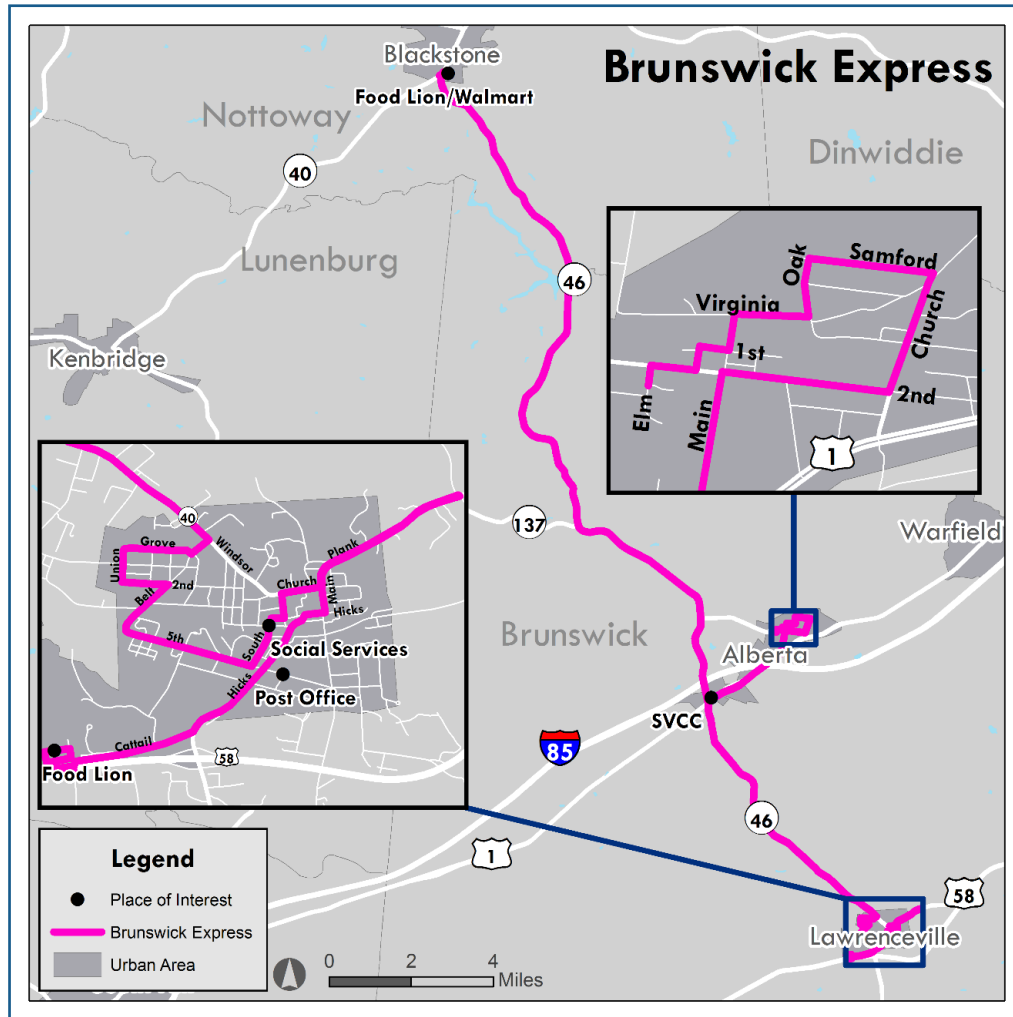 Brunswick Express
Blackstone
Food Lion/Walmart
Nottoway
Dinwiddie
40
Lunenburg
46
Kenbridge
Samford
Oak
Virginia
Church
1st
2nd
Elm
Main
1
137
Warfield
Brunswick
Alberta
SVCC
85
46
1
58
Lawrenceville
40
Grove
Windsor
Plank
Union
2nd
Church
Main
Belt
Hicks
5th
South
Social Services
Hicks
Post Office
Cattail
58
Food Lion
Legend
Place of Interest
Brunswick Express
Urban Area
0 2 4
Miles